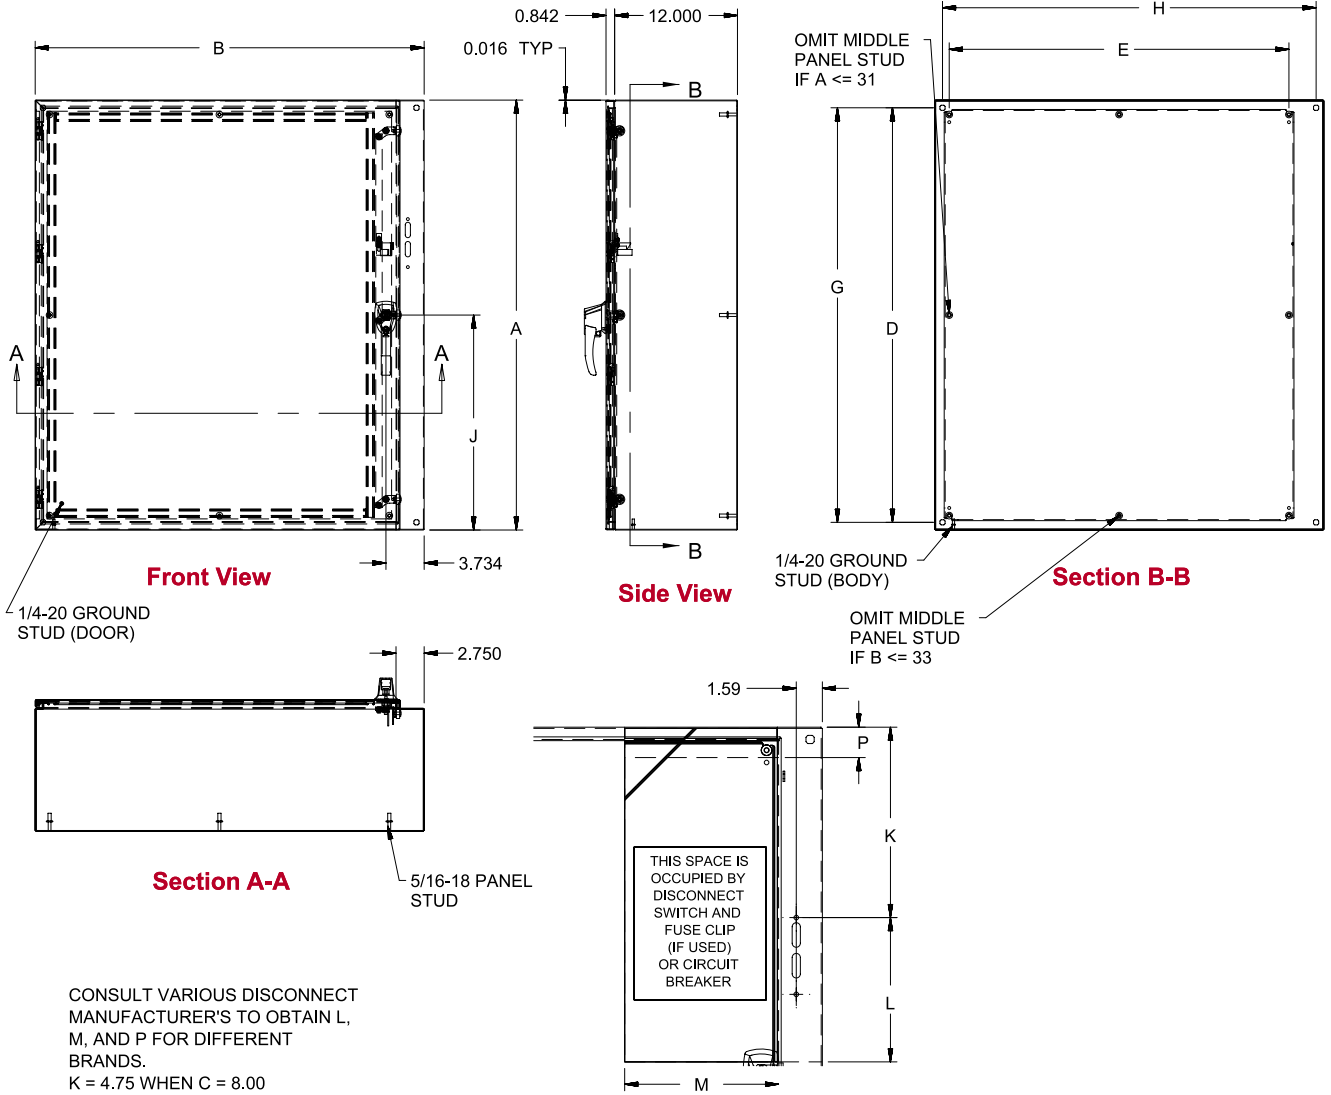 0.842
12.000
H
B
0.016 TYP
OMIT MIDDLE
PANEL STUD
IF A <= 31
E
B
G
A
D
A
A
J
3.734
B
Front View
Side View
1/4-20 GROUND
STUD (BODY)
Section B-B
1/4-20 GROUND
STUD (DOOR)
OMIT MIDDLE
PANEL STUD
IF B <= 33
2.750
1.59
P
K
Section A-A
5/16-18 PANEL
STUD
THIS SPACE IS
OCCUPIED BY
DISCONNECT
SWITCH AND
FUSE CLIP
(IF USED)
OR CIRCUIT
BREAKER
L
M
CONSULT VARIOUS DISCONNECT
MANUFACTURER'S TO OBTAIN L,
M, AND P FOR DIFFERENT
BRANDS.
K = 4.75 WHEN C = 8.00